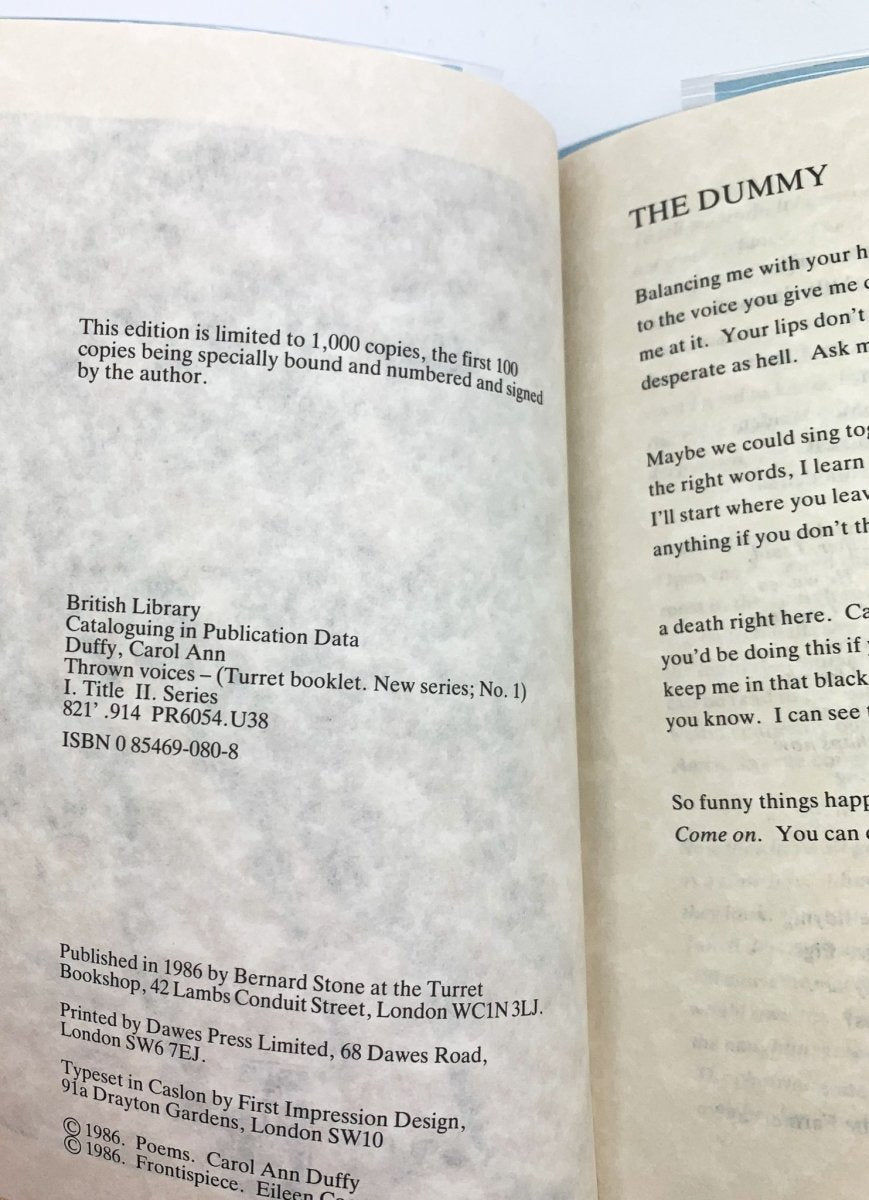 This edition is limited to 1,000 copies, the first 100
copies being specially bound and numbered and signed
by the author.
British Library
Cataloguing in Publication Data
Duffy, Carol Ann
Thrown voices – (Turret booklet. New series; No. 1)
I. Title II. Series
821' .914 PR6054.U38
ISBN 0 85469-080-8
Published in 1986 by Bernard Stone at the Turret
Bookshop, 42 Lambs Conduit Street, London WC1N 3LJ.
Printed by Dawes Press Limited, 68 Dawes Road,
London SW6 7EJ.
Typeset in Caslon by First Impression Design,
91a Drayton Gardens, London SW10
© 1986. Poems. Carol Ann Duffy
© 1986. Frontispiece. Eileen
THE DUMMY
Balancing me with your
to the voice you give me
me at it. Your lips don't
desperate as hell. Ask
Maybe we could sing
the right words, I learn
I'll start where you
anything if you don't
a death right here.
you'd be doing this if
keep me in that black
you know. I can see
So funny things
Come on. You can